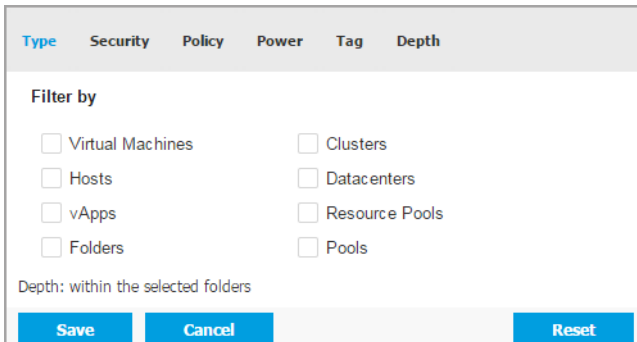 Type Security Policy Power Tag Depth
Filter by
Virtual Machines Clusters
Hosts Datacenters
vApps Resource Pools
Folders Pools
Depth: within the selected folders
Save Cancel Reset